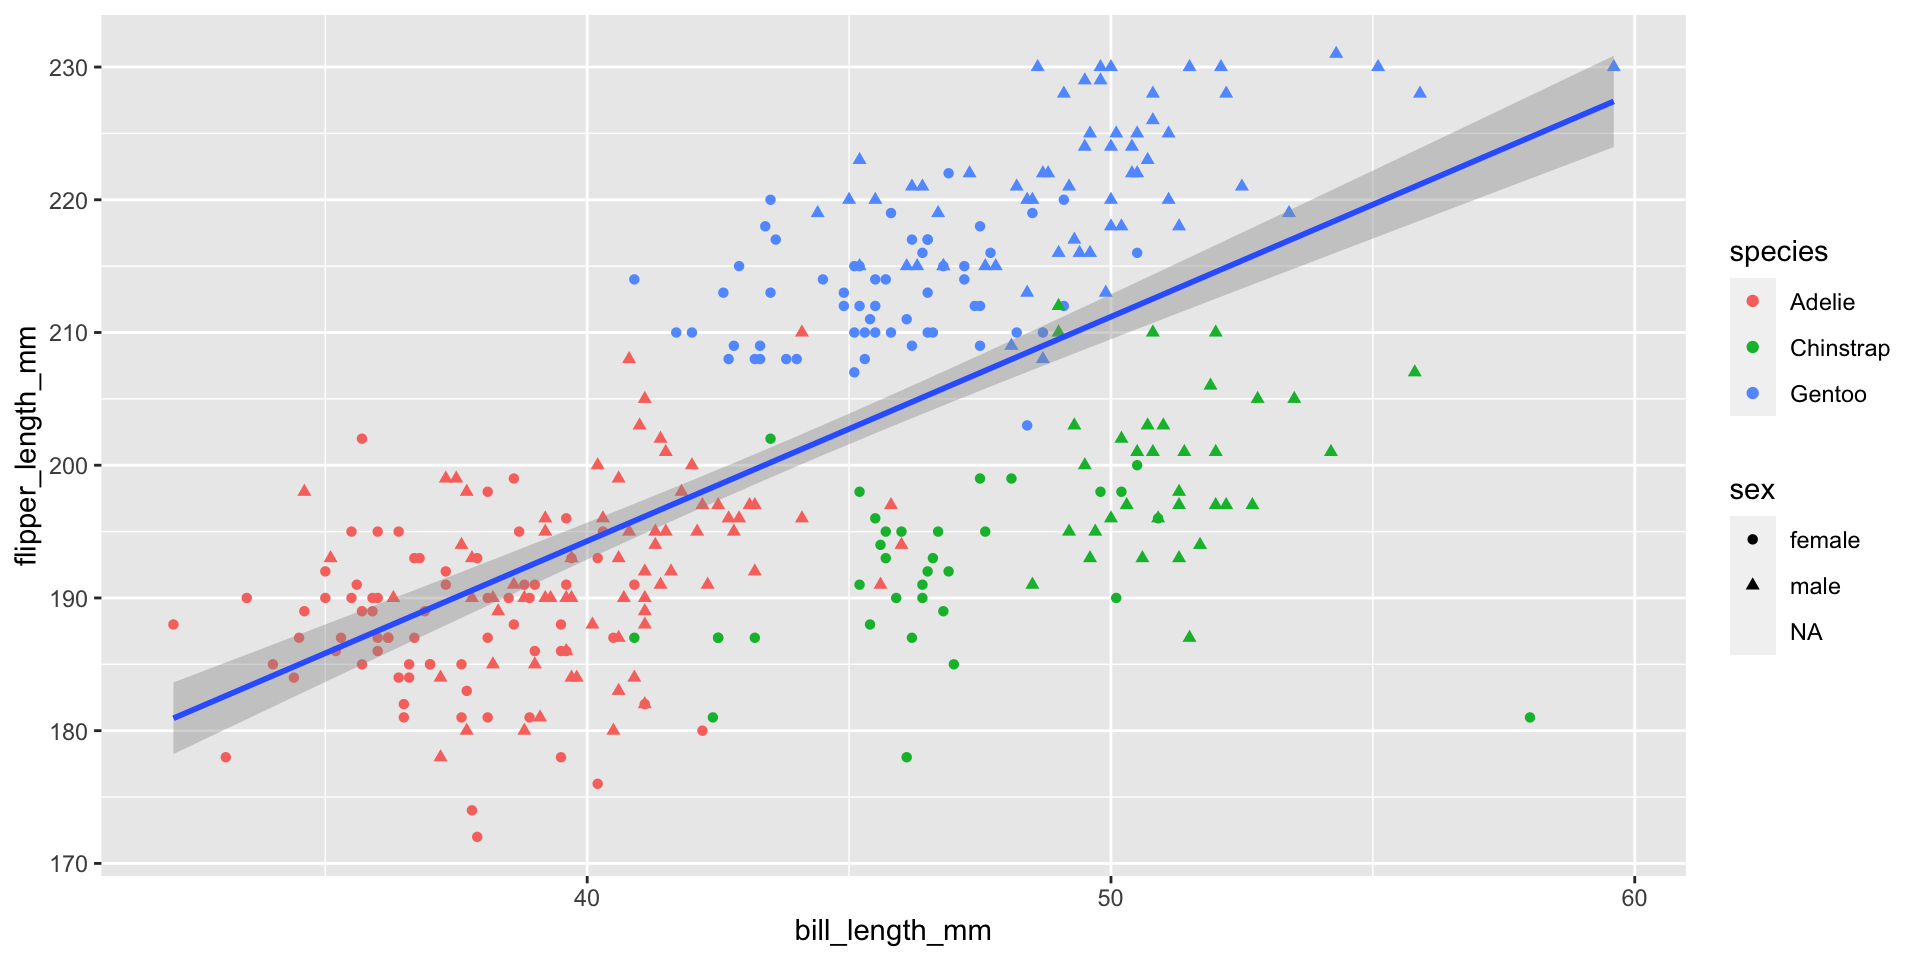 230
220
210
200
190
180
170
flipper_length_mm
40 50 60
bill_length_mm
species
Adelie
Chinstrap
Gentoo
sex
female
male
NA